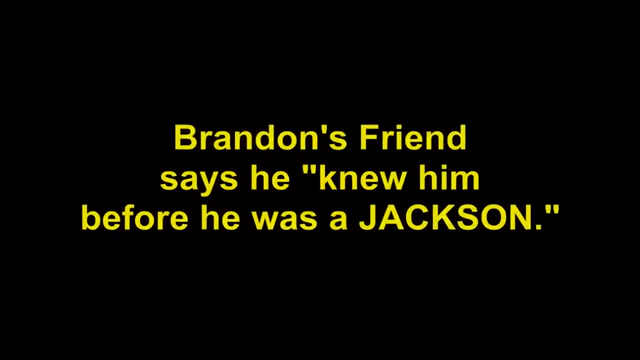 Brandon's Friend
says he "knew him
before he was a JACKSON."